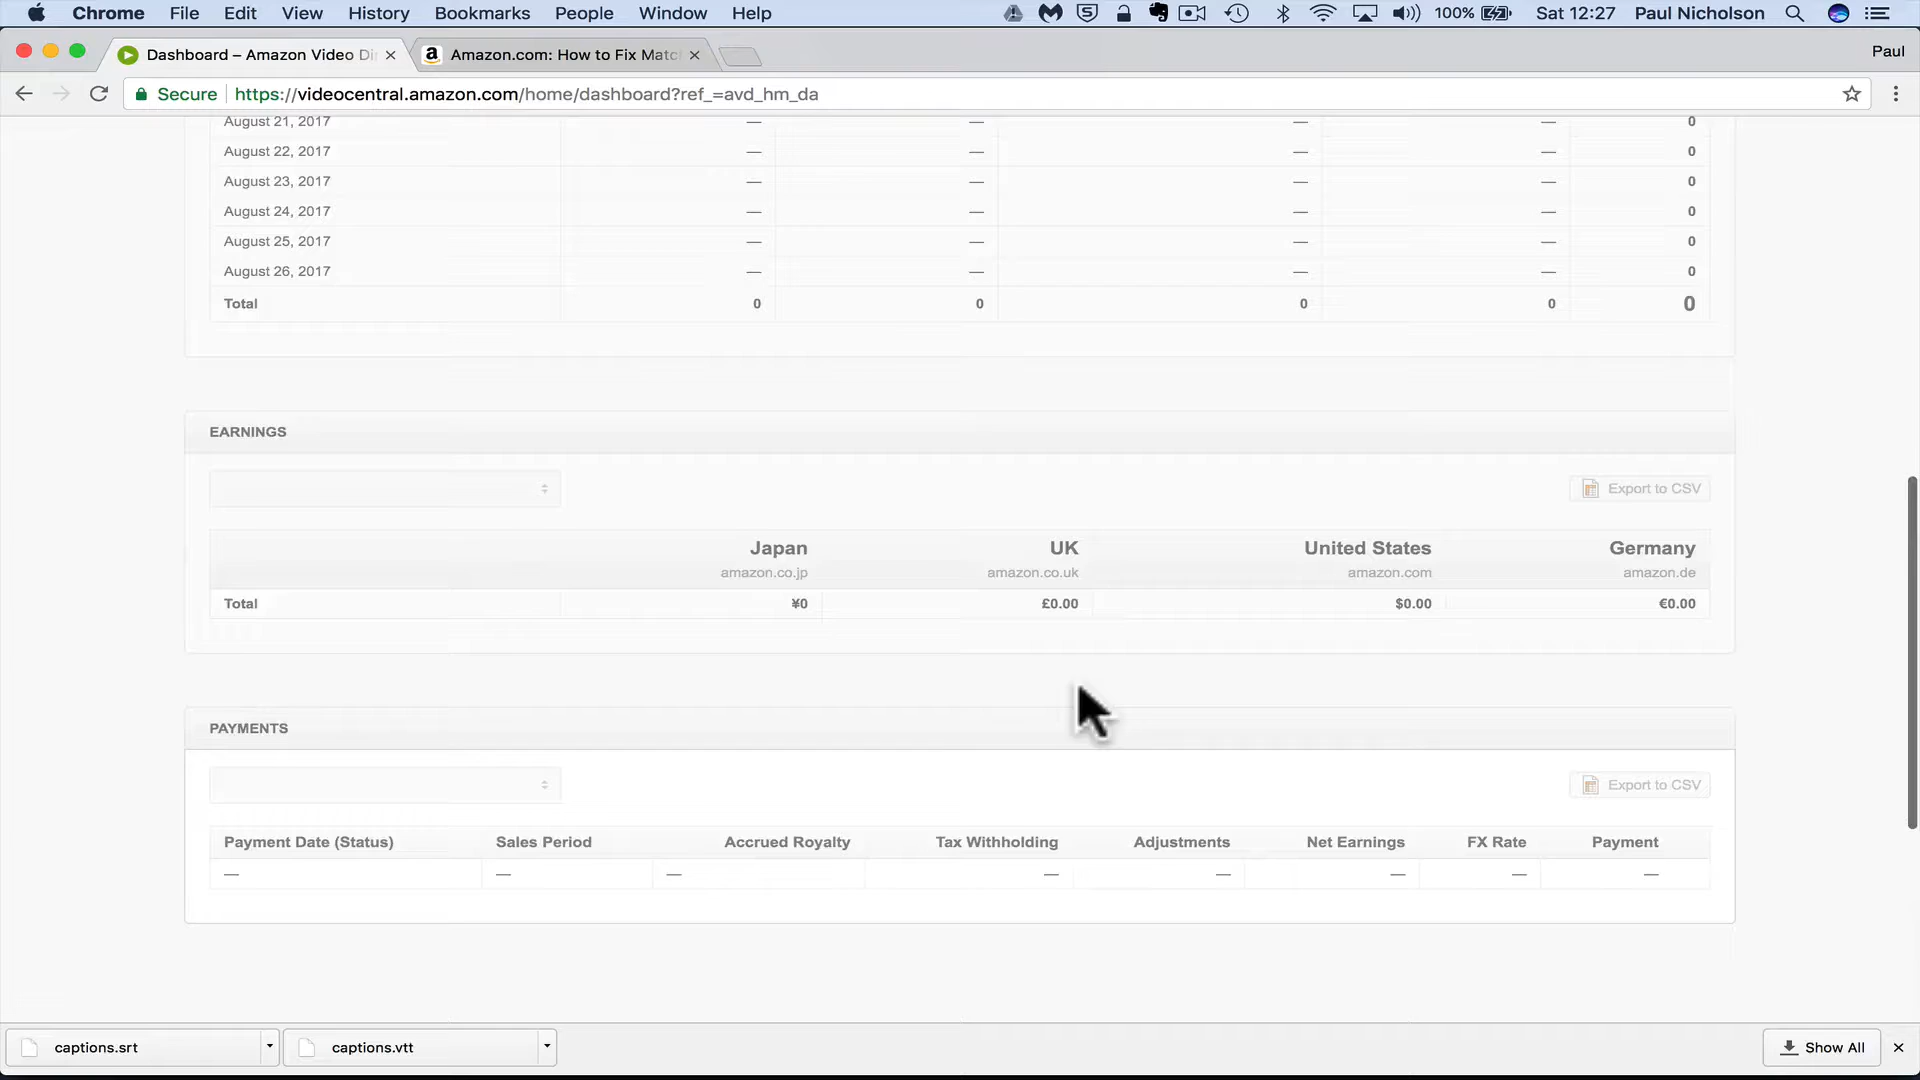 Chrome File Edit View History Bookmarks People Window Help 100% Sat 12:27 Paul Nicholson
Dashboard – Amazon Video Di Amazon.com: How to Fix Matc Paul
Secure https://videocentral.amazon.com/home/dashboard?ref_=avd_hm_da
August 21, 2017 — — — — 0
August 22, 2017 — — — — 0
August 23, 2017 — — — — 0
August 24, 2017 — — — — 0
August 25, 2017 — — — — 0
August 26, 2017 — — — — 0
Total 0 0 0 0 0
EARNINGS
Export to CSV
Japan UK United States Germany
amazon.co.jp amazon.co.uk amazon.com amazon.de
Total ¥0 £0.00 $0.00 €0.00
PAYMENTS
Export to CSV
Payment Date (Status) Sales Period Accrued Royalty Tax Withholding Adjustments Net Earnings FX Rate Payment
— — — — — — — —
captions.srt captions.vtt Show All